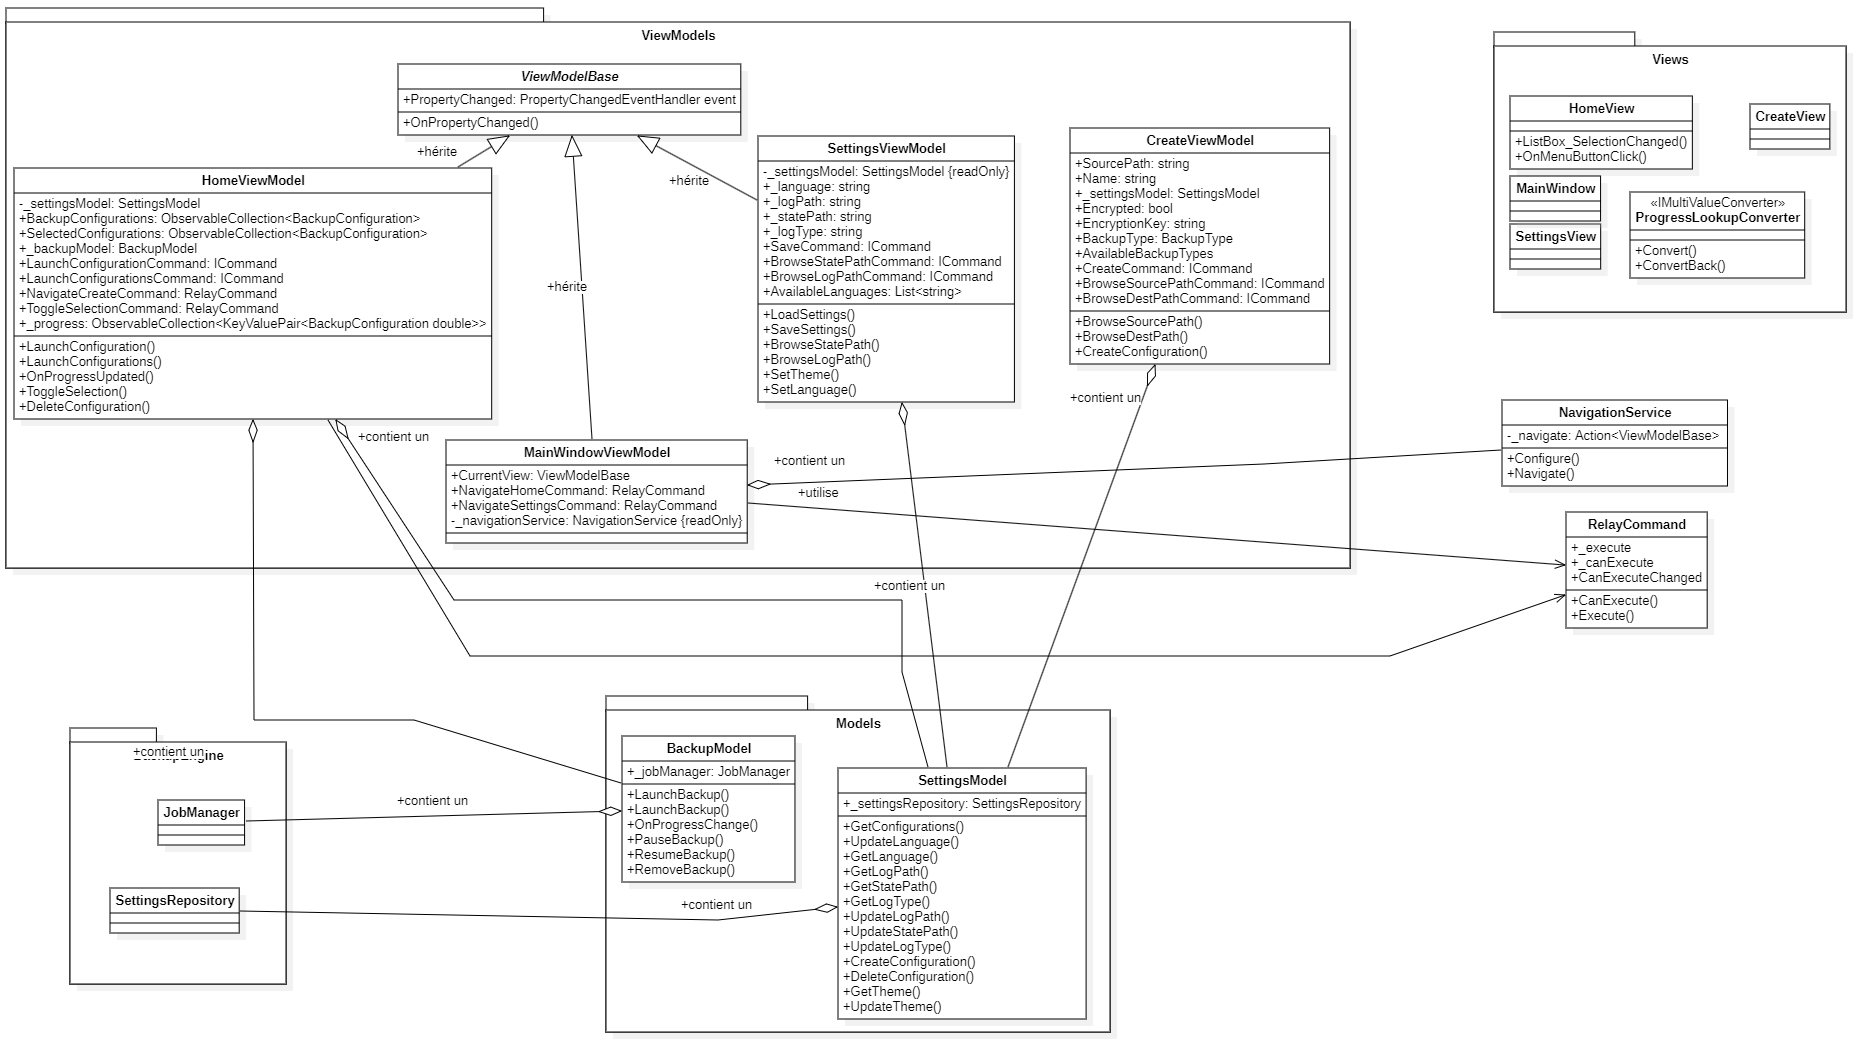 ViewModels
ViewModelBase
+PropertyChanged: PropertyChangedEventHandler event
+OnPropertyChanged()
+hérite
+hérite
+hérite
HomeViewModel
-_settingsModel: SettingsModel
+BackupConfigurations: ObservableCollection<BackupConfiguration>
+SelectedConfigurations: ObservableCollection<BackupConfiguration>
+_backupModel: BackupModel
+LaunchConfigurationCommand: ICommand
+LaunchConfigurationsCommand: ICommand
+NavigateCreateCommand: RelayCommand
+ToggleSelectionCommand: RelayCommand
+_progress: ObservableCollection<KeyValuePair<BackupConfiguration double>>
+LaunchConfiguration()
+LaunchConfigurations()
+OnProgressUpdated()
+ToggleSelection()
+DeleteConfiguration()
SettingsViewModel
-_settingsModel: SettingsModel {readOnly}
+_language: string
+_logPath: string
+_statePath: string
+_logType: string
+SaveCommand: ICommand
+BrowseStatePathCommand: ICommand
+BrowseLogPathCommand: ICommand
+AvailableLanguages: List<string>
+LoadSettings()
+SaveSettings()
+BrowseStatePath()
+BrowseLogPath()
+SetTheme()
+SetLanguage()
CreateViewModel
+SourcePath: string
+Name: string
+_settingsModel: SettingsModel
+Encrypted: bool
+EncryptionKey: string
+BackupType: BackupType
+AvailableBackupTypes
+CreateCommand: ICommand
+BrowseSourcePathCommand: ICommand
+BrowseDestPathCommand: ICommand
+BrowseSourcePath()
+BrowseDestPath()
+CreateConfiguration()
+contient un
+contient un
MainWindowViewModel
+CurrentView: ViewModelBase
+NavigateHomeCommand: RelayCommand
+NavigateSettingsCommand: RelayCommand
-_navigationService: NavigationService {readOnly}
+contient un
+utilise
+contient un
Views
HomeView
+ListBox_SelectionChanged()
+OnMenuButtonClick()
CreateView
MainWindow
SettingsView
«IMultiValueConverter»
ProgressLookupConverter
+Convert()
+ConvertBack()
NavigationService
-_navigate: Action<ViewModelBase>
+Configure()
+Navigate()
RelayCommand
+_execute
+_canExecute
+CanExecuteChanged
+CanExecute()
+Execute()
+contient un
BackupEngine
JobManager
SettingsRepository
+contient un
+contient un
Models
BackupModel
+_jobManager: JobManager
+LaunchBackup()
+LaunchBackup()
+OnProgressChange()
+PauseBackup()
+ResumeBackup()
+RemoveBackup()
SettingsModel
+_settingsRepository: SettingsRepository
+GetConfigurations()
+UpdateLanguage()
+GetLanguage()
+GetLogPath()
+GetStatePath()
+GetLogType()
+UpdateLogPath()
+UpdateStatePath()
+UpdateLogType()
+CreateConfiguration()
+DeleteConfiguration()
+GetTheme()
+UpdateTheme()